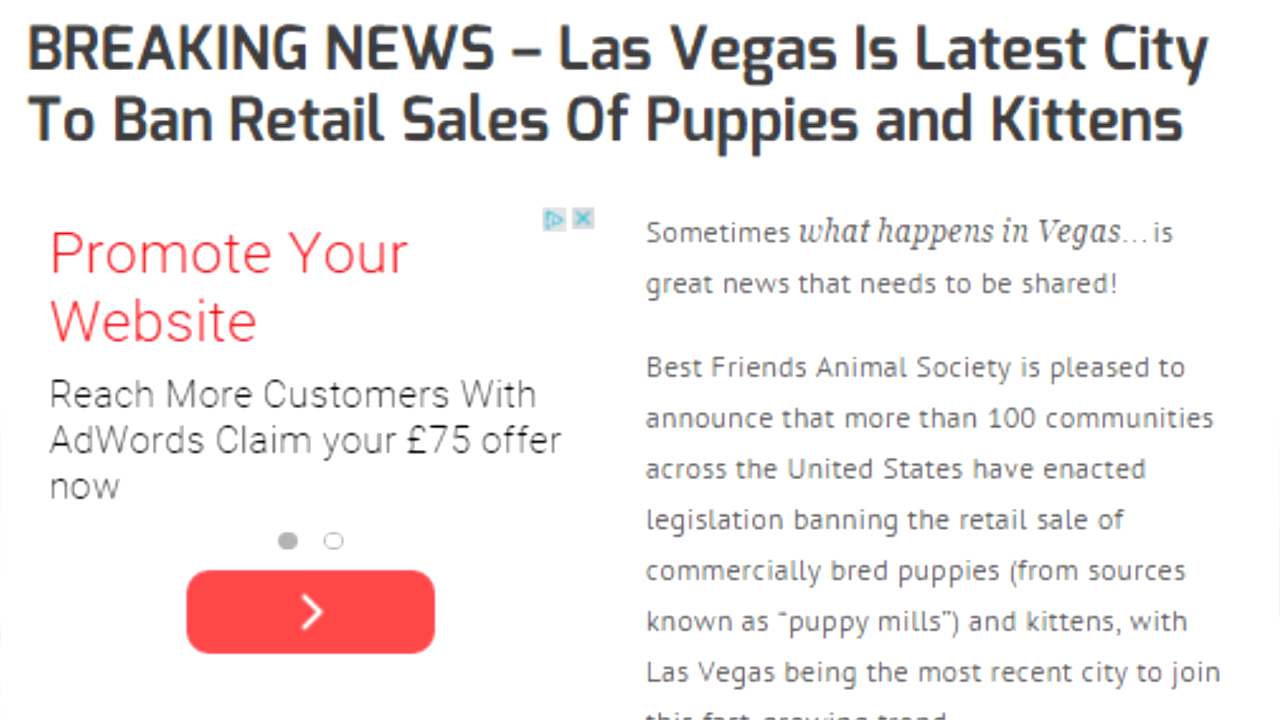 BREAKING NEWS – Las Vegas Is Latest City
To Ban Retail Sales Of Puppies and Kittens
Promote Your
Website
Reach More Customers With
AdWords Claim your £75 offer
now
Sometimes what happens in Vegas... is
great news that needs to be shared!
Best Friends Animal Society is pleased to
announce that more than 100 communities
across the United States have enacted
legislation banning the retail sale of
commercially bred puppies (from sources
known as “puppy mills”) and kittens, with
Las Vegas being the most recent city to join
this fast-growing trend